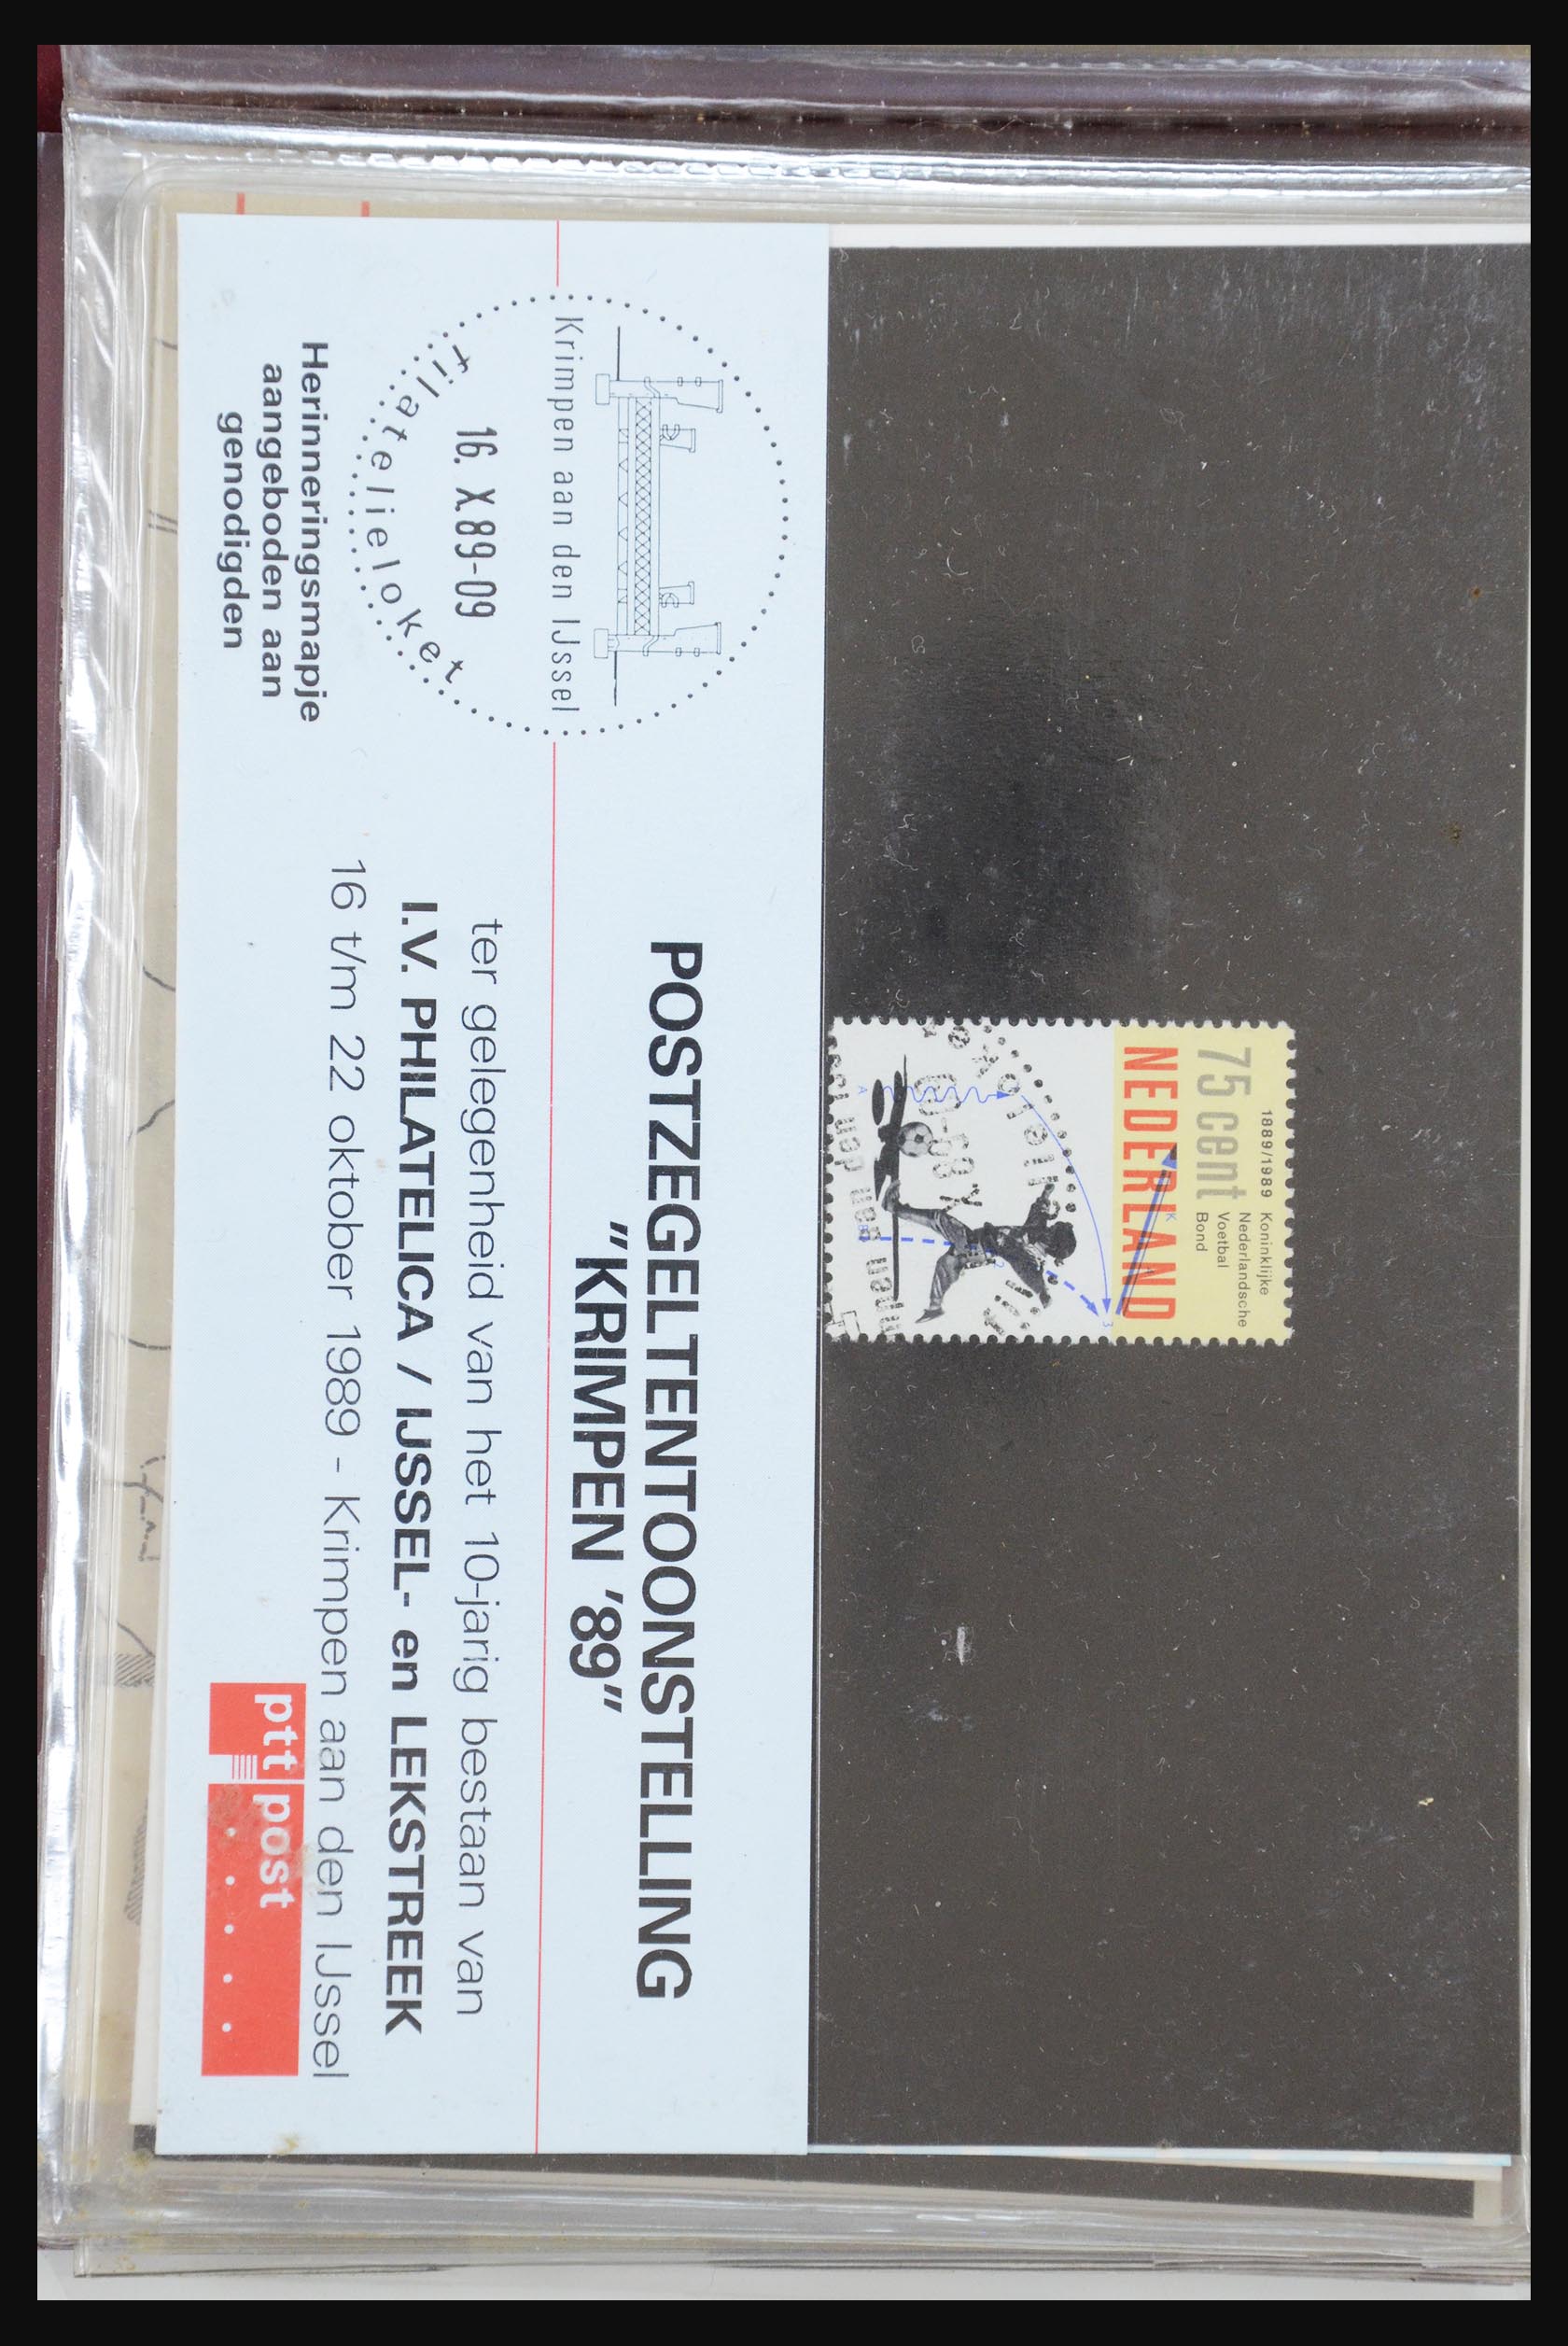 1889/1989 Koninklijke
Nederlandsche
Voetbal
Bond
75 cent
NEDERLAND
K
3
2
POSTZEGELTENTOONSTELLING
"KRIMPEN '89"
ter gelegenheid van het 10-jarig bestaan van
I.V. PHILATELICA / IJSSEL- en LEKSTREEK
16 t/m 22 oktober 1989 - Krimpen aan den IJssel
Krimpen aan den IJssel
16. X.89-09
filatelieloket
Herinneringsmapje
aangeboden aan
genodigden
ptt post